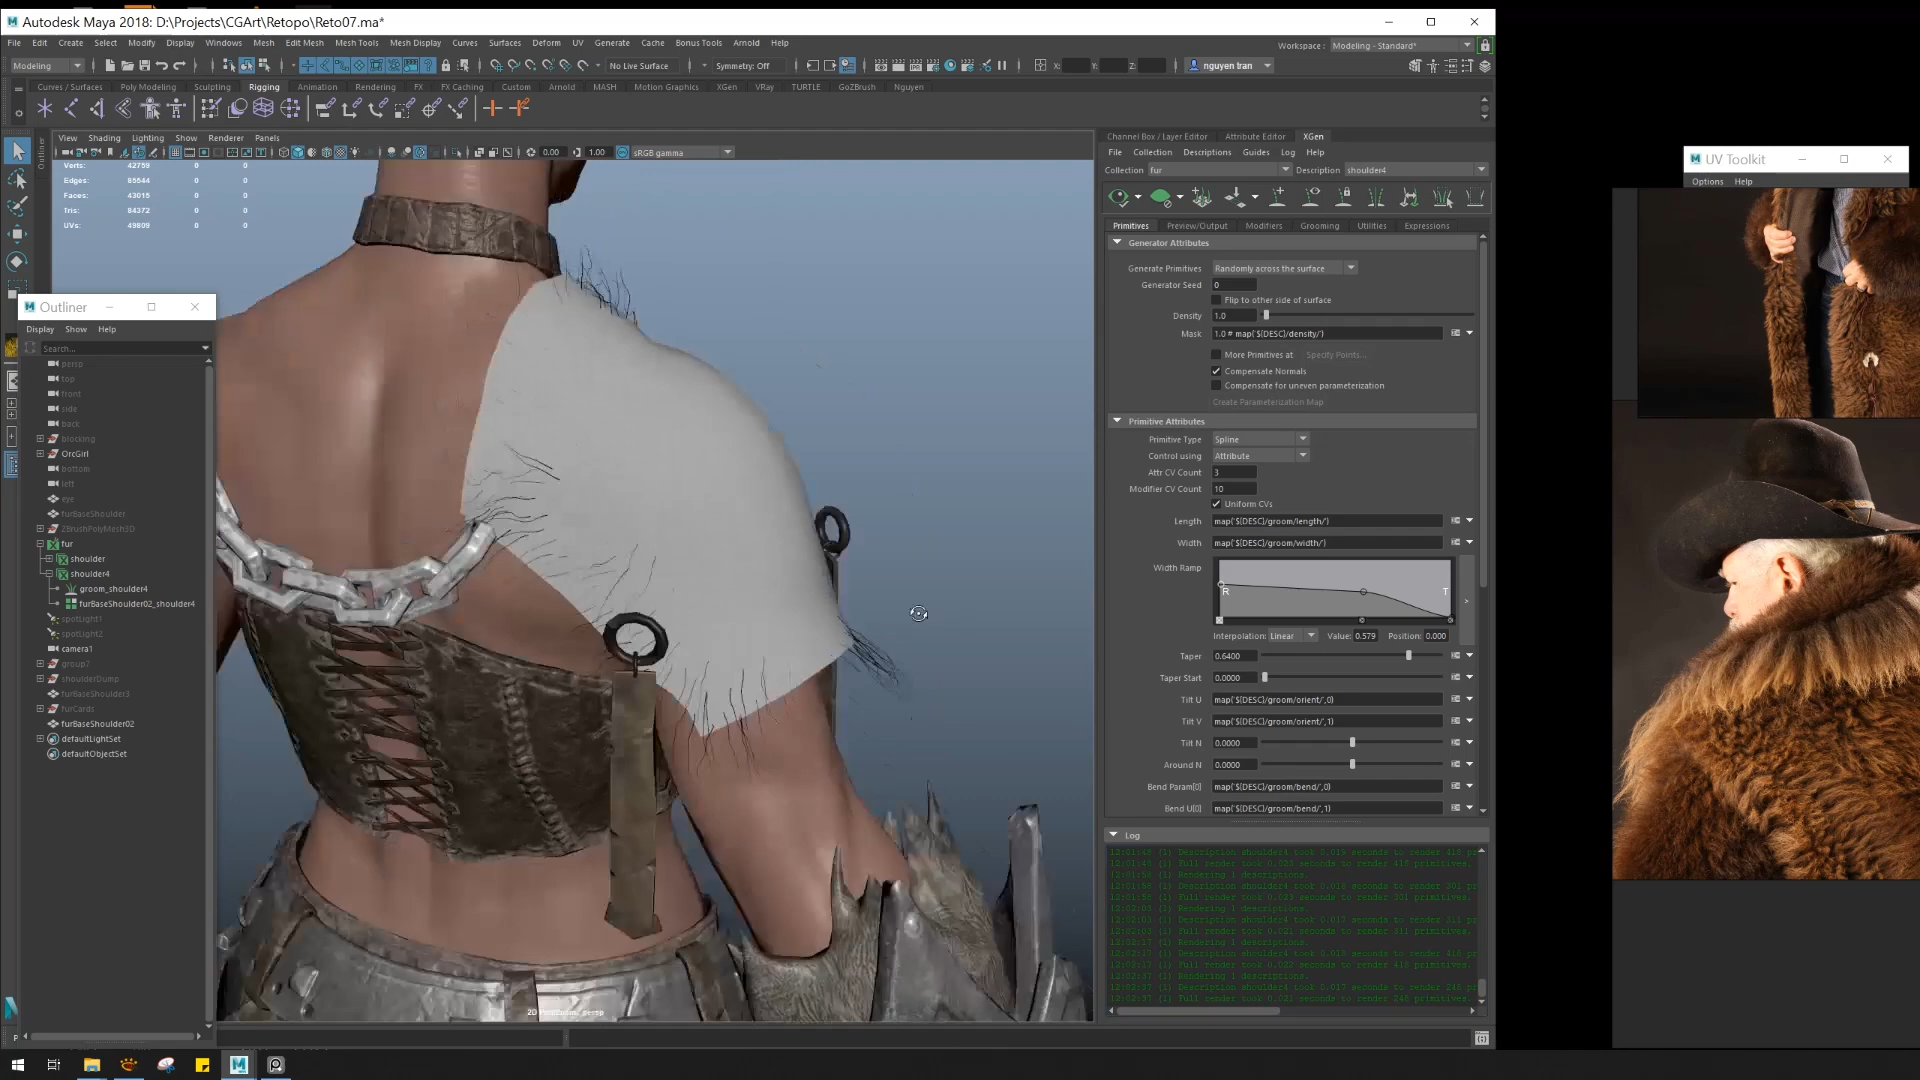 Autodesk Maya 2018: D:\Projects\CGArt\Retopo\Reto07.ma*
File Edit Create Select Modify Display Windows Mesh Edit Mesh Mesh Tools Mesh Display Curves Surfaces Deform UV Generate Cache Bonus Tools Arnold Help
Workspace : Modeling - Standard*
Modeling No Live Surface Symmetry: Off X: Y: Z: nguyen tran
Curves / Surfaces Poly Modeling Sculpting Rigging Animation Rendering FX FX Caching Custom Arnold MASH Motion Graphics XGen VRay TURTLE GoZBrush Nguyen
View Shading Lighting Show Renderer Panels
0.00 1.00 sRGB gamma
Verts: 42759 0 0
Edges: 85544 0 0
Faces: 43015 0 0
Tris: 84372 0 0
UVs: 49809 0 0
Outliner
Display Show Help
Search...
persp
top
front
side
back
blocking
OrcGirl
bottom
left
eye
furBaseShoulder
ZBrushPolyMesh3D
fur
shoulder
shoulder4
groom_shoulder4
furBaseShoulder02_shoulder4
spotLight1
spotLight2
camera1
group7
shoulderDump
furBaseShoulder3
furCards
furBaseShoulder02
defaultLightSet
defaultObjectSet
Channel Box / Layer Editor Attribute Editor XGen
File Collection Descriptions Guides Log Help
Collection fur Description shoulder4
Primitives Preview/Output Modifiers Grooming Utilities Expressions
Generator Attributes
Generate Primitives Randomly across the surface
Generator Seed 0
Flip to other side of surface
Density 1.0
Mask 1.0 # map('${DESC}/density/')
More Primitives at Specify Points...
Compensate Normals
Compensate for uneven parameterization
Create Parameterization Map
Primitive Attributes
Primitive Type Spline
Control using Attribute
Attr CV Count 3
Modifier CV Count 10
Uniform CVs
Length map('${DESC}/groom/length/')
Width map('${DESC}/groom/width/')
Width Ramp R T >
Interpolation: Linear Value: 0.579 Position: 0.000
Taper 0.6400
Taper Start 0.0000
Tilt U map('${DESC}/groom/orient/',0)
Tilt V map('${DESC}/groom/orient/',1)
Tilt N 0.0000
Around N 0.0000
Bend Param[0] map('${DESC}/groom/bend/',0)
Bend U[0] map('${DESC}/groom/bend/',1)
Log
UV Toolkit
Options Help